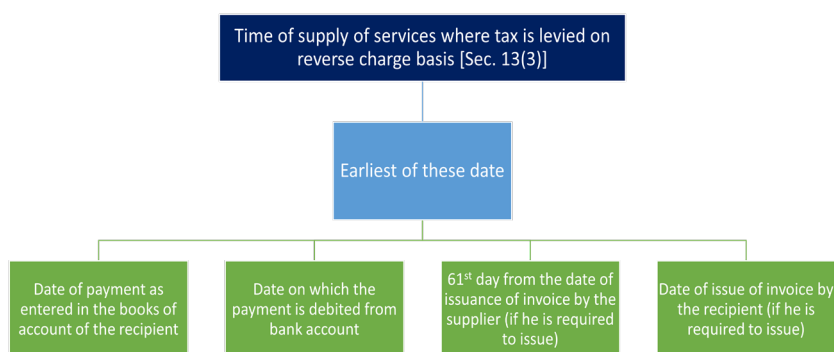 Time of supply of services where tax is levied on
reverse charge basis [Sec. 13(3)]
Earliest of these date
Date of payment as
entered in the books of
account of the recipient
Date on which the
payment is debited from
bank account
61st day from the date of
issuance of invoice by the
supplier (if he is required
to issue)
Date of issue of invoice by
the recipient (if he is
required to issue)